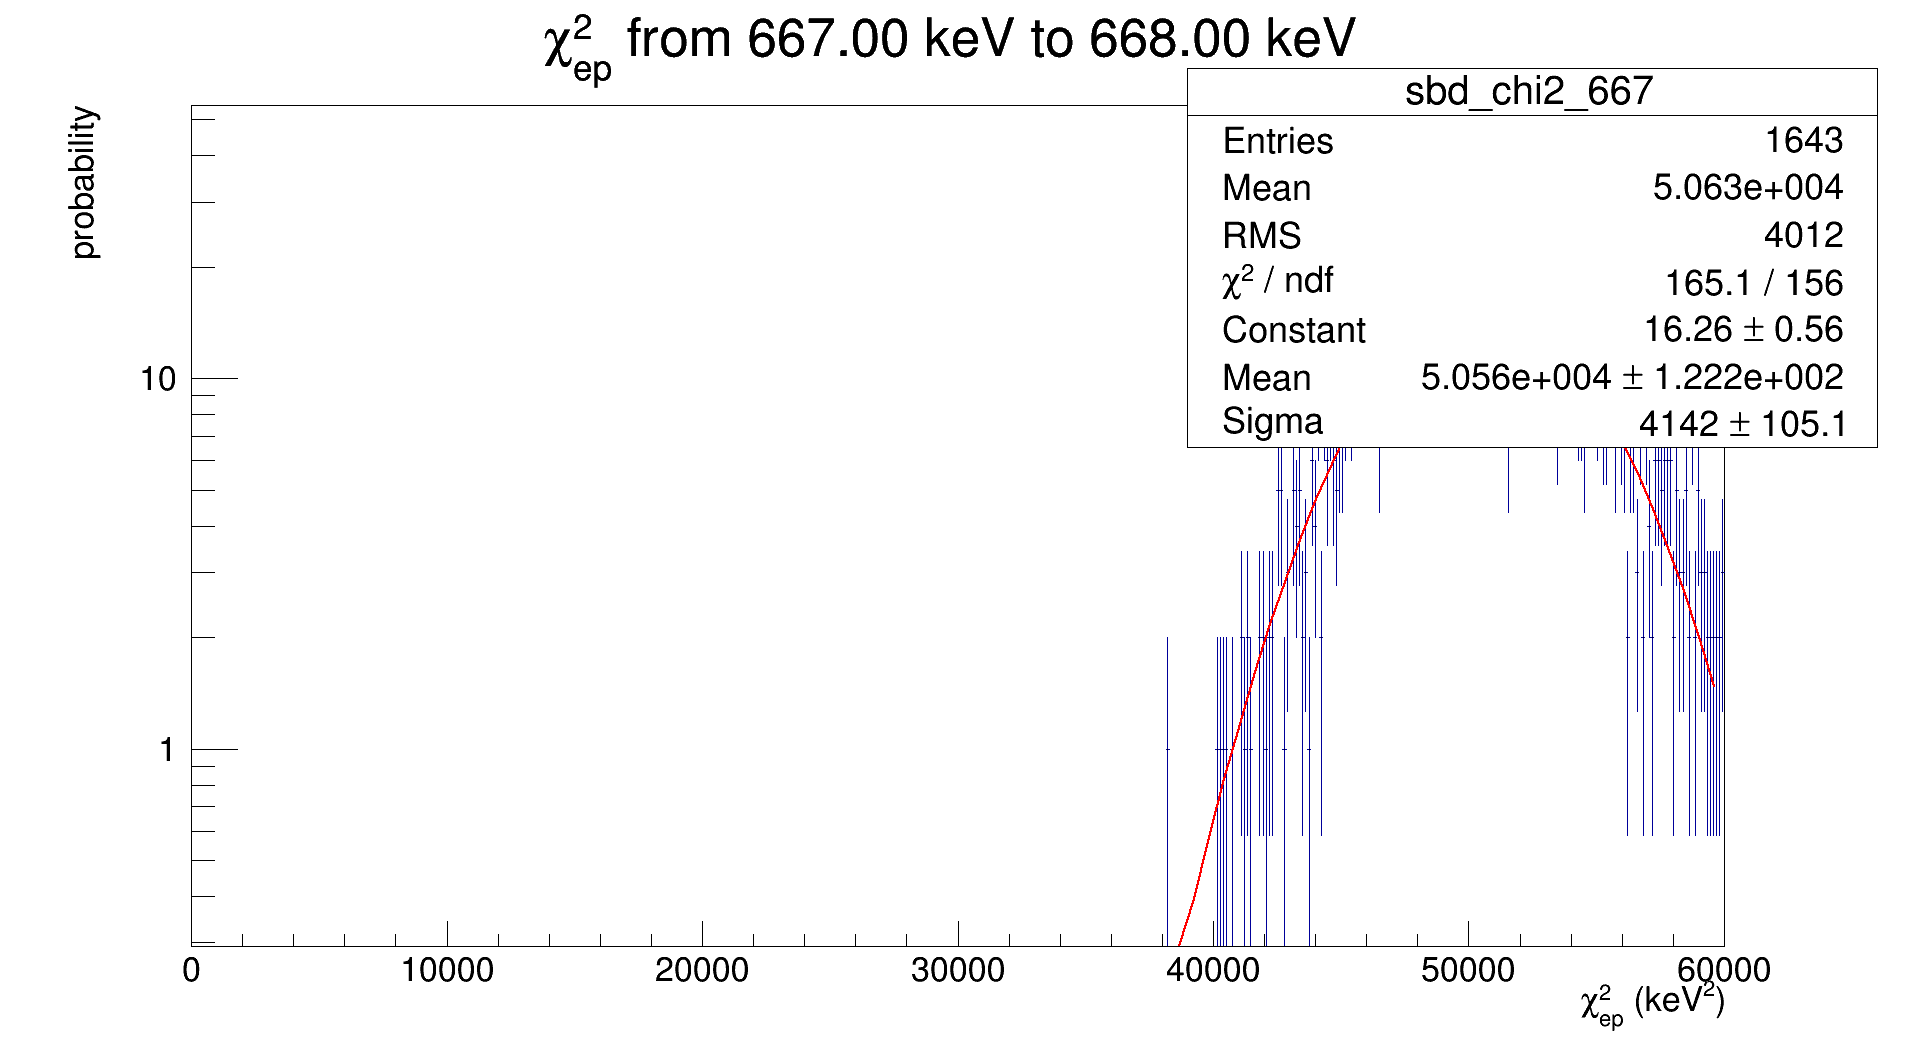 χ²ep from 667.00 keV to 668.00 keV
probability
sbd_chi2_667
Entries 1643
Mean 5.063e+004
RMS 4012
χ² / ndf 165.1 / 156
Constant 16.26 ± 0.56
Mean 5.056e+004 ± 1.222e+002
Sigma 4142 ± 105.1
10
1
0 10000 20000 30000 40000 50000 60000
χ²ep (keV²)